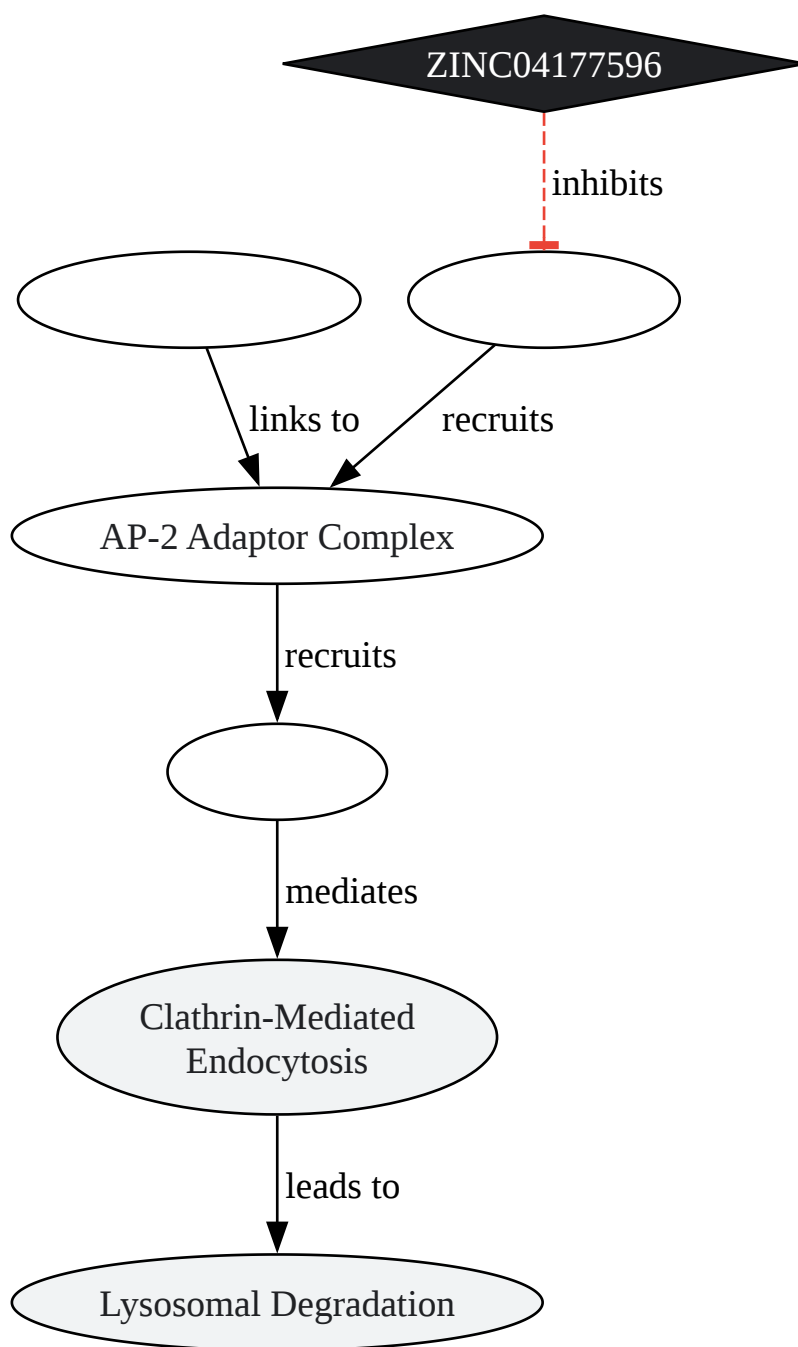 ZINC04177596
inhibits
links to
recruits
AP-2 Adaptor Complex
recruits
mediates
Clathrin-Mediated
Endocytosis
leads to
Lysosomal Degradation